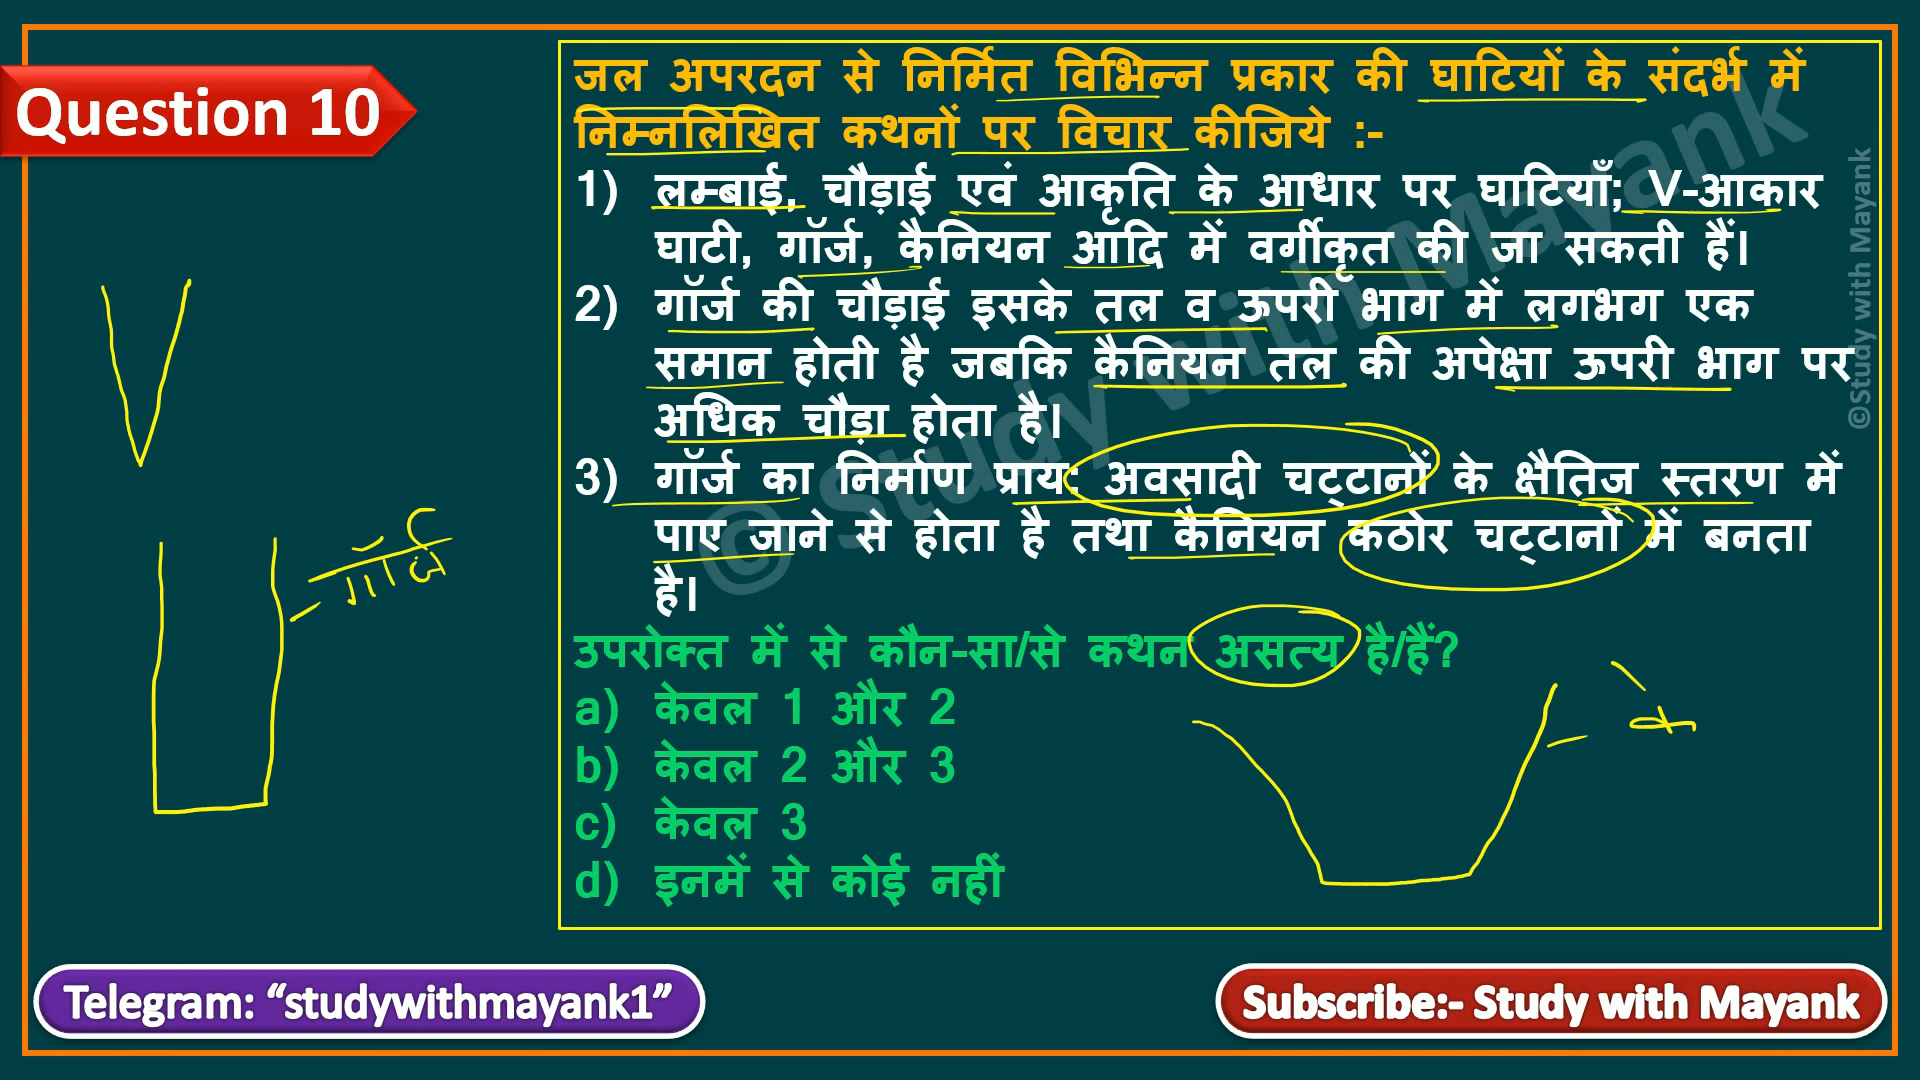 Question 10
जल अपरदन से निर्मित विभिन्न प्रकार की घाटियों के संदर्भ में
निम्नलिखित कथनों पर विचार कीजिये :-
1) लम्बाई, चौड़ाई एवं आकृति के आधार पर घाटियाँ; V-आकार
घाटी, गॉर्ज, कैनियन आदि में वर्गीकृत की जा सकती हैं।
2) गॉर्ज की चौड़ाई इसके तल व ऊपरी भाग में लगभग एक
समान होती है जबकि कैनियन तल की अपेक्षा ऊपरी भाग पर
अधिक चौड़ा होता है।
3) गॉर्ज का निर्माण प्राय: अवसादी चट्टानों के क्षैतिज स्तरण में
पाए जाने से होता है तथा कैनियन कठोर चट्टानों में बनता
है।
उपरोक्त में से कौन-सा/से कथन असत्य है/हैं?
a) केवल 1 और 2
b) केवल 2 और 3
c) केवल 3
d) इनमें से कोई नहीं
गॉर्ज
© Study with Mayank
©Study with Mayank
Telegram: “studywithmayank1”
Subscribe:- Study with Mayank